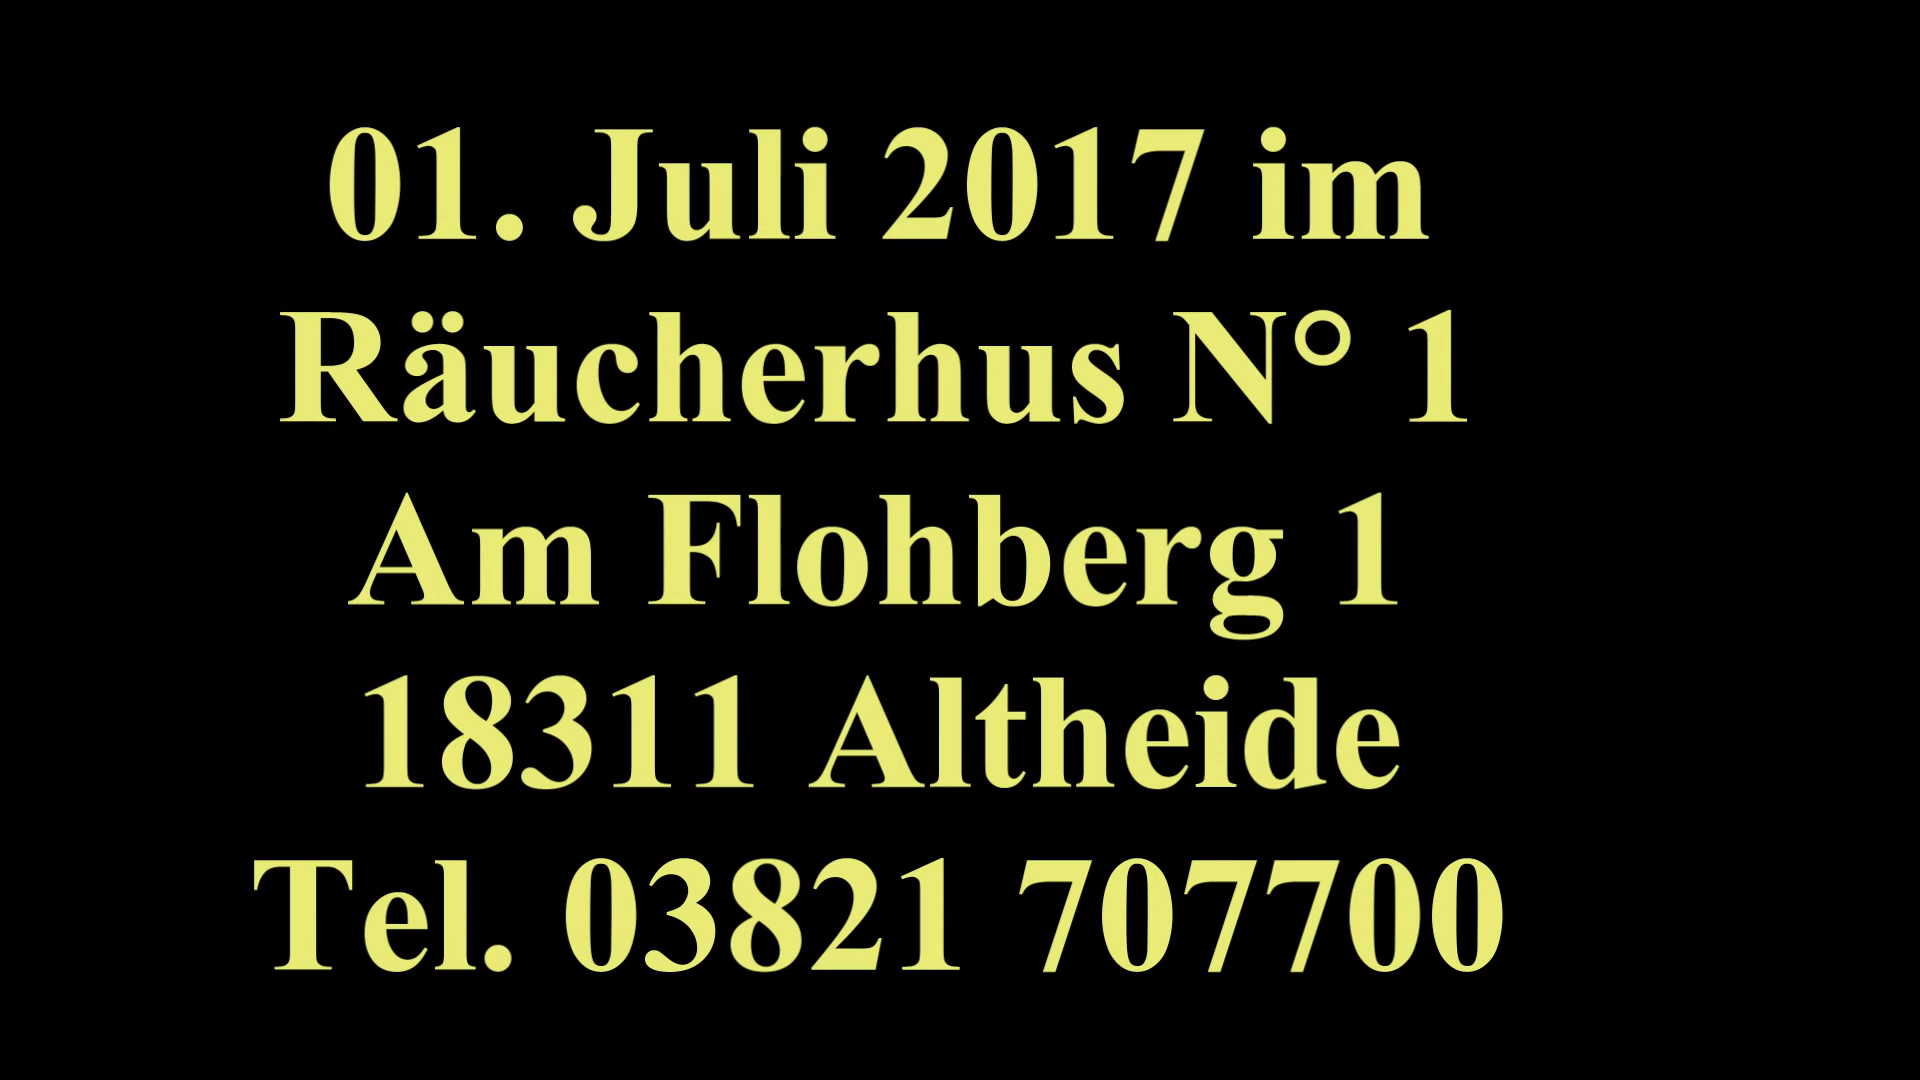 01. Juli 2017 im
Räucherhus N° 1
Am Flohberg 1
18311 Altheide
Tel. 03821 707700